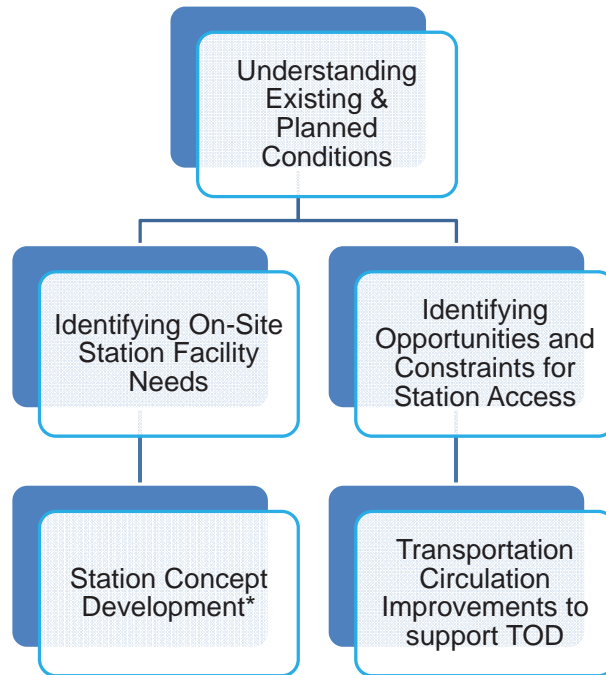 Understanding
Existing &
Planned
Conditions
Identifying On-Site
Station Facility
Needs
Identifying
Opportunities and
Constraints for
Station Access
Station Concept
Development*
Transportation
Circulation
Improvements to
support TOD